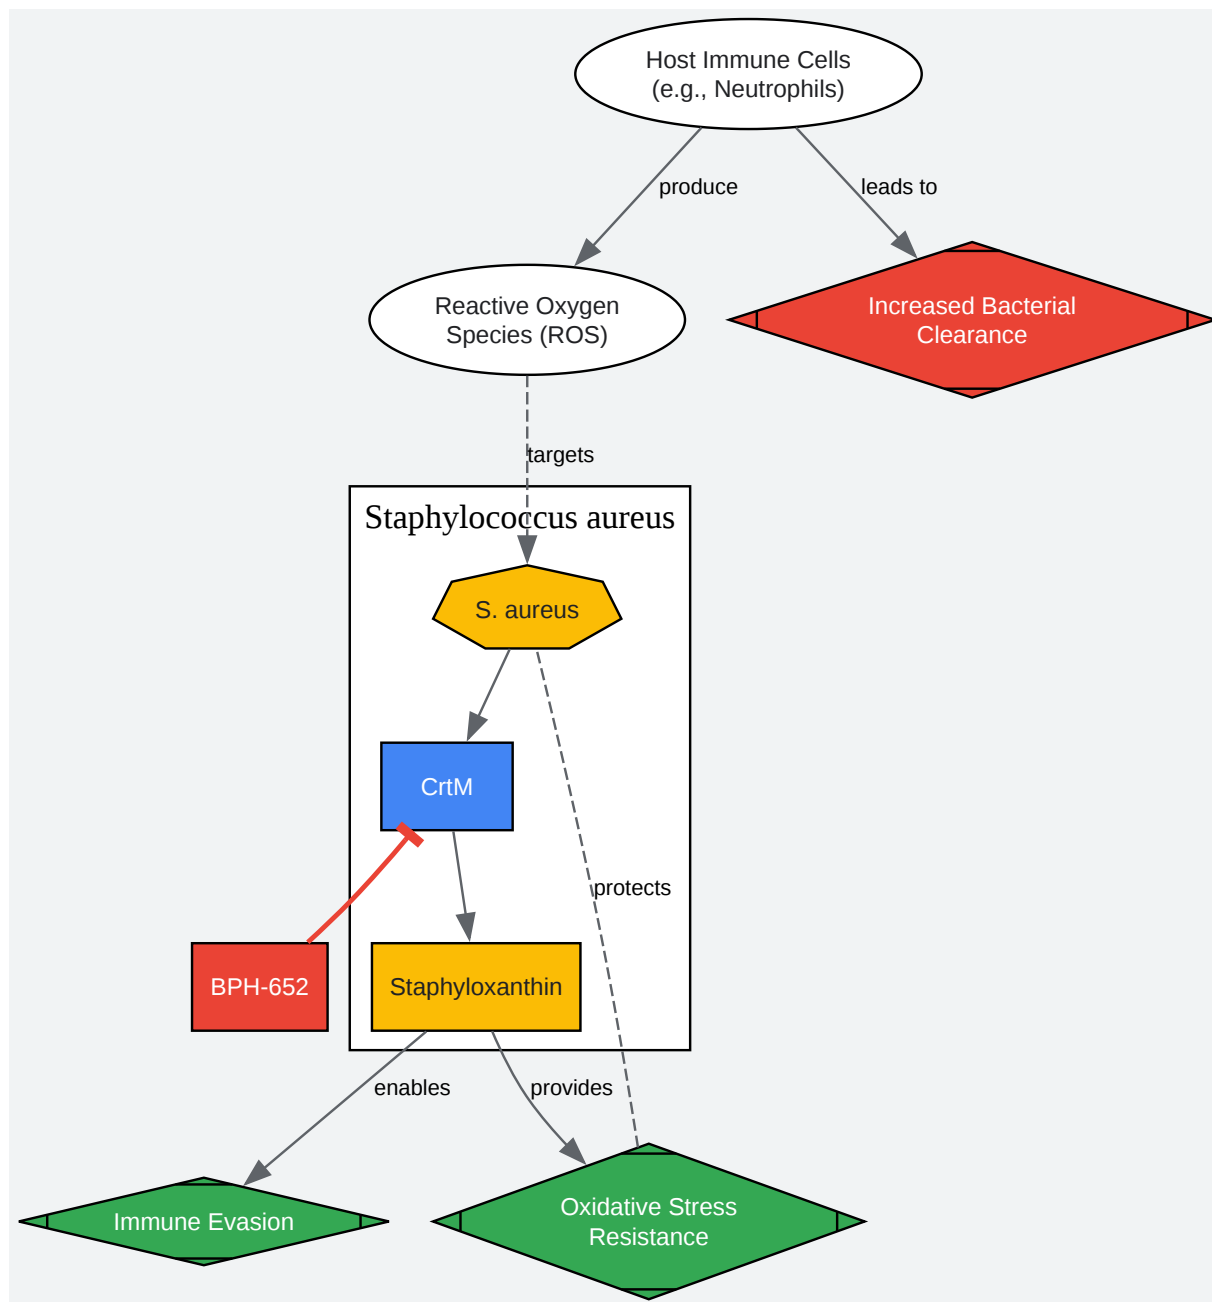 Host Immune Cells
(e.g., Neutrophils)
produce
leads to
Reactive Oxygen
Species (ROS)
Increased Bacterial
Clearance
targets
Staphylococcus aureus
S. aureus
CrtM
protects
BPH-652
Staphyloxanthin
enables
provides
Immune Evasion
Oxidative Stress
Resistance